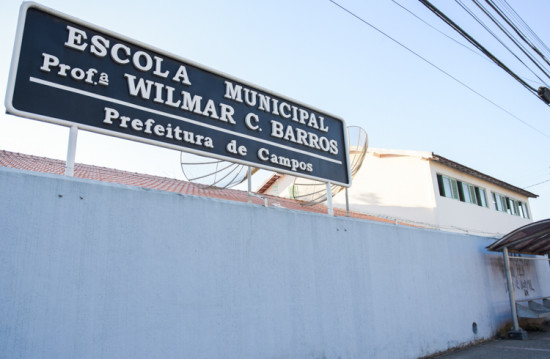 ESCOLA MUNICIPAL
Prof.ª WILMAR C. BARROS
Prefeitura de Campos